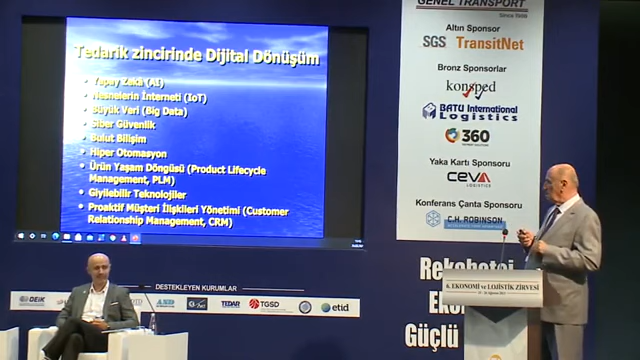 Tedarik zincirinde Dijital Dönüşüm
Yapay Zekâ (AI)
Nesnelerin İnterneti (IoT)
Büyük Veri (Big Data)
Siber Güvenlik
Bulut Bilişim
Hiper Otomasyon
Ürün Yaşam Döngüsü (Product Lifecycle
Management, PLM)
Giyilebilir Teknolojiler
Proaktif Müşteri İlişkileri Yönetimi (Customer
Relationship Management, CRM)
GENEL TRANSPORT
Altın Sponsor
SGS TransitNet
Bronz Sponsorlar
konsped
BATU International
Logistics
360
Yaka Kartı Sponsoru
CEVA
LOGISTICS
Konferans Çanta Sponsoru
C.H. ROBINSON
DESTEKLEYEN KURUMLAR
DEİK
TEDAR
TGSD
etid
6. EKONOMİ ve LOJİSTİK ZİRVESİ
Güçlü